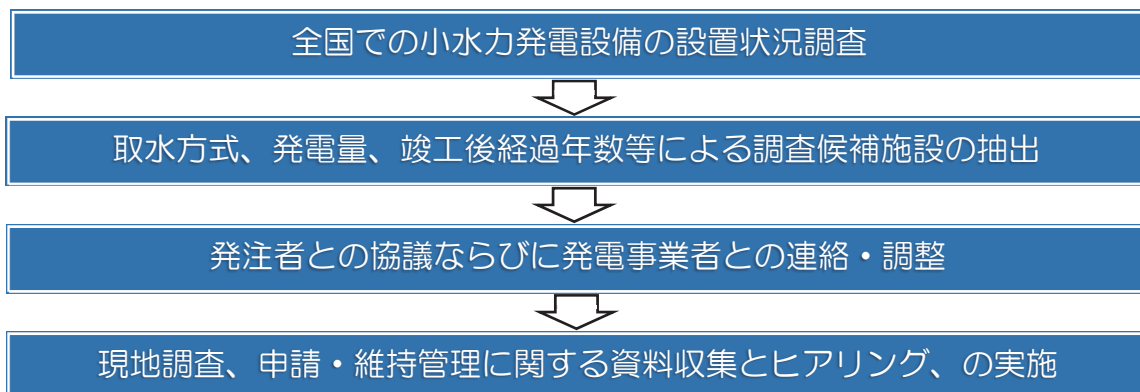 全国での小水力発電設備の設置状況調査
取水方式、発電量、竣工後経過年数等による調査候補施設の抽出
発注者との協議ならびに発電事業者との連絡・調整
現地調査、申請・維持管理に関する資料収集とヒアリング、の実施